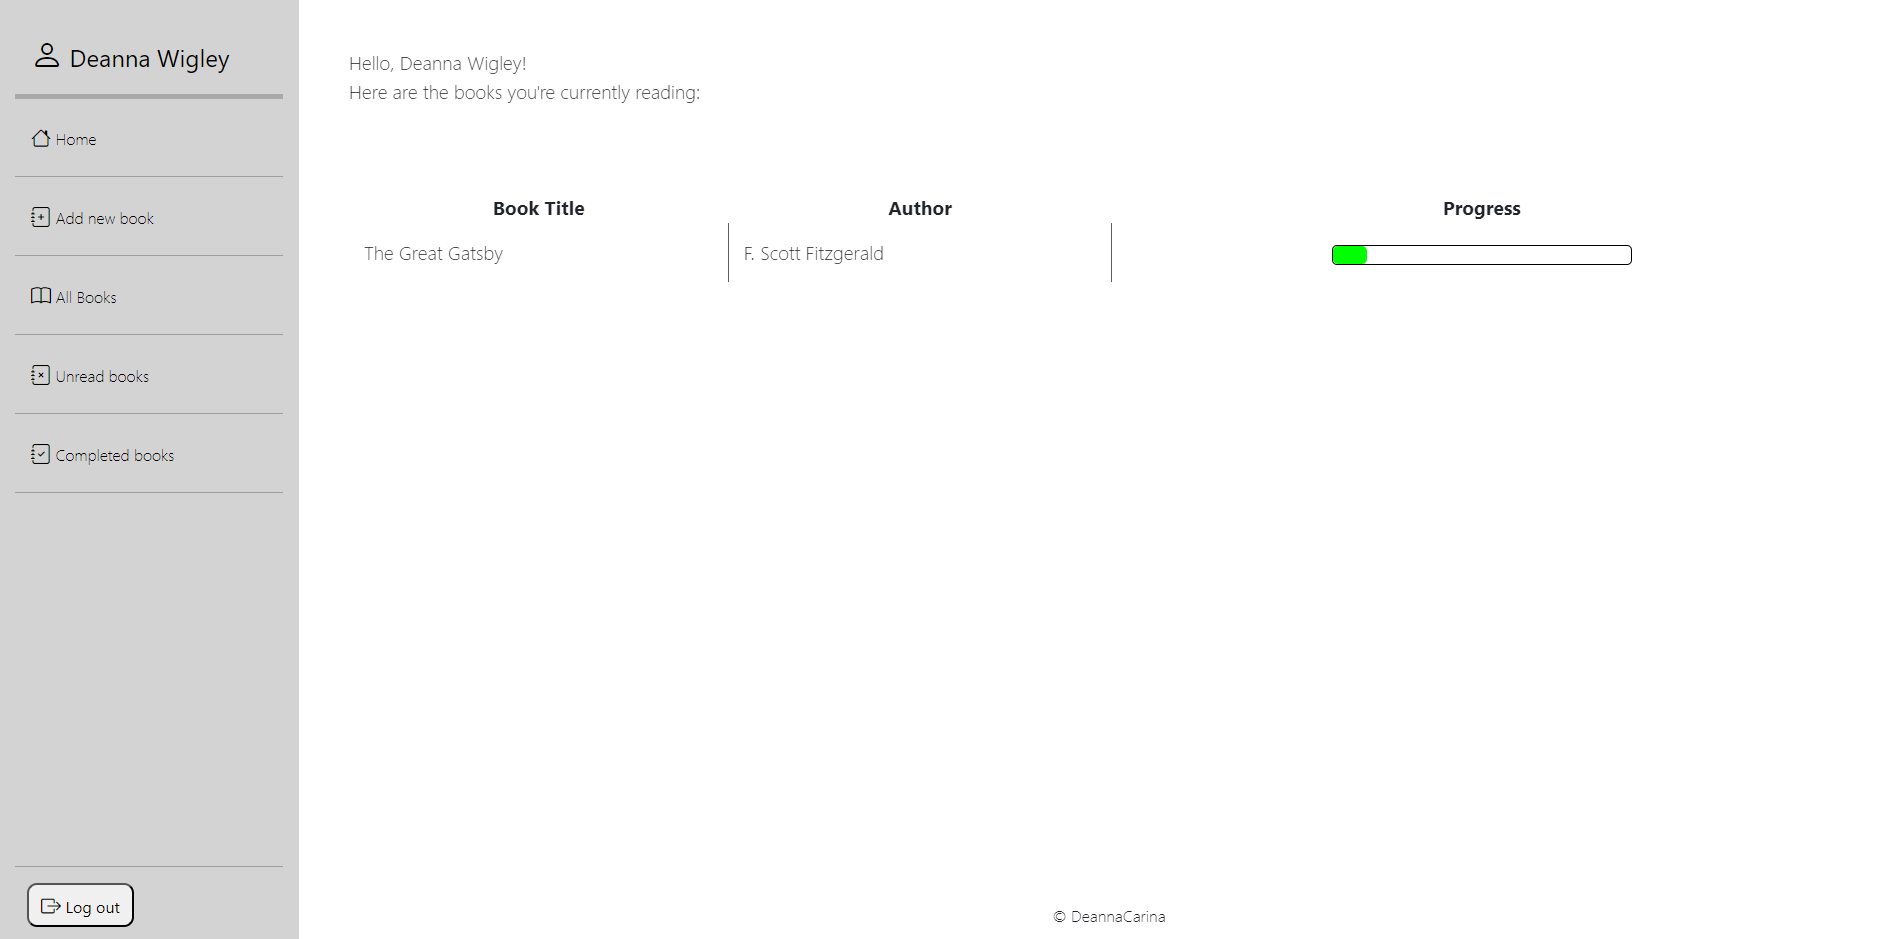 Deanna Wigley
Home
Add new book
All Books
Unread books
Completed books
Log out
Hello, Deanna Wigley!
Here are the books you're currently reading:
Book Title Author Progress
The Great Gatsby F. Scott Fitzgerald
© DeannaCarina